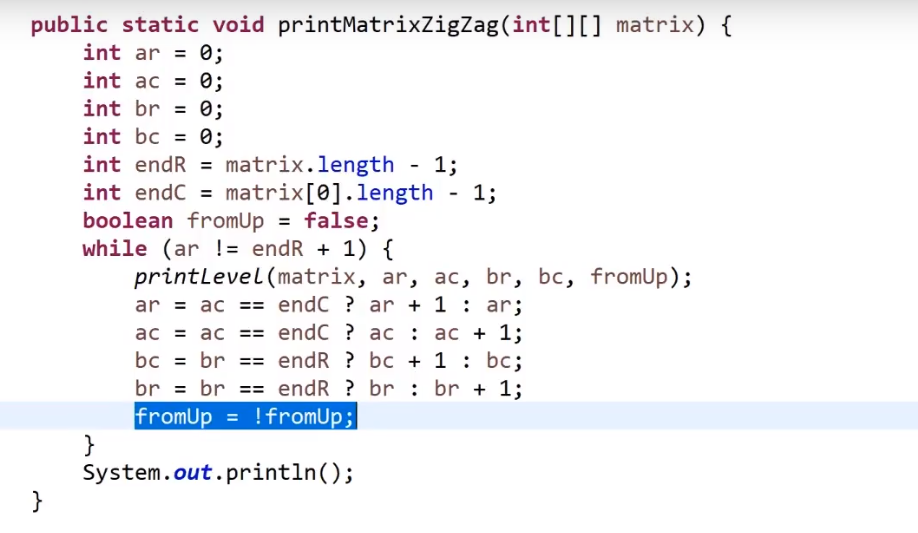 public static void printMatrixZigZag(int[][] matrix) {
    int ar = 0;
    int ac = 0;
    int br = 0;
    int bc = 0;
    int endR = matrix.length - 1;
    int endC = matrix[0].length - 1;
    boolean fromUp = false;
    while (ar != endR + 1) {
        printLevel(matrix, ar, ac, br, bc, fromUp);
        ar = ac == endC ? ar + 1 : ar;
        ac = ac == endC ? ac : ac + 1;
        bc = br == endR ? bc + 1 : bc;
        br = br == endR ? br : br + 1;
        fromUp = !fromUp;
    }
    System.out.println();
}